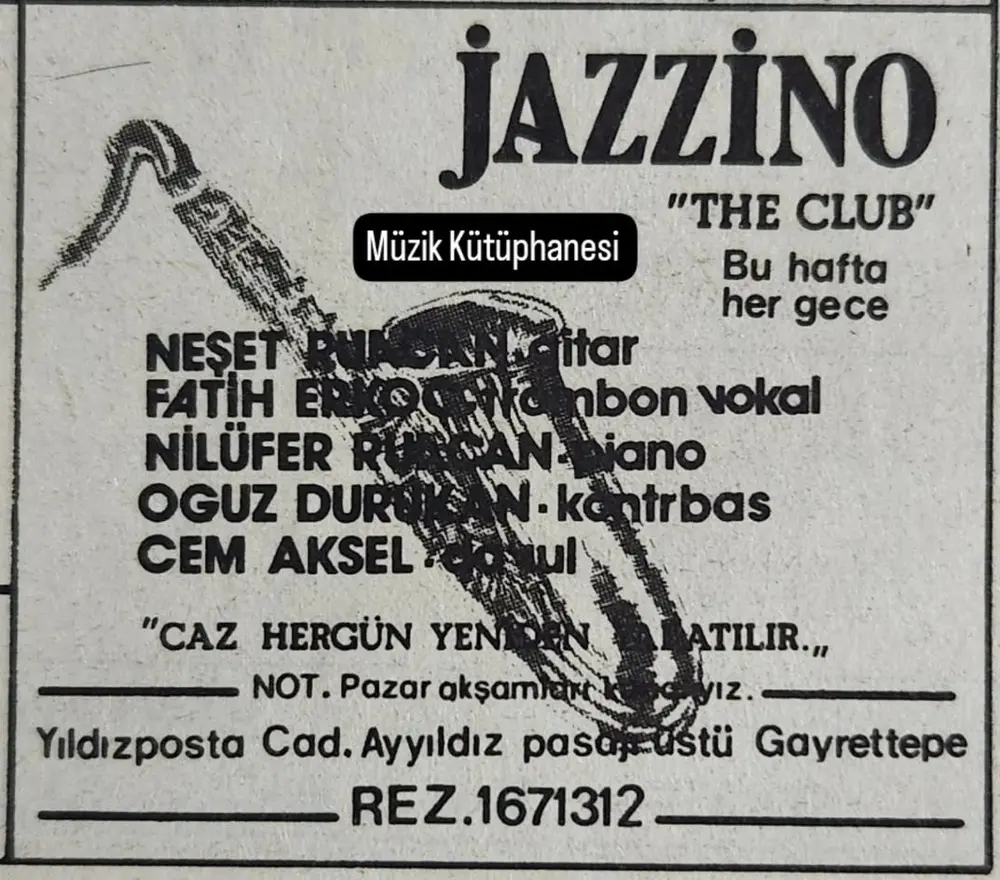 JAZZİNO
"THE CLUB"
Müzik Kütüphanesi
Bu hafta
her gece
NEŞET RUACAN · gitar
FATİH ERKOÇ · trombon vokal
NİLÜFER RUACAN · piano
OGUZ DURUKAN · kontrbas
CEM AKSEL · davul
"CAZ HERGÜN YENİDEN YARATILIR.„
NOT. Pazar akşamları kapalıyız.
Yıldızposta Cad. Ayyıldız pasajı üstü Gayrettepe
REZ.1671312